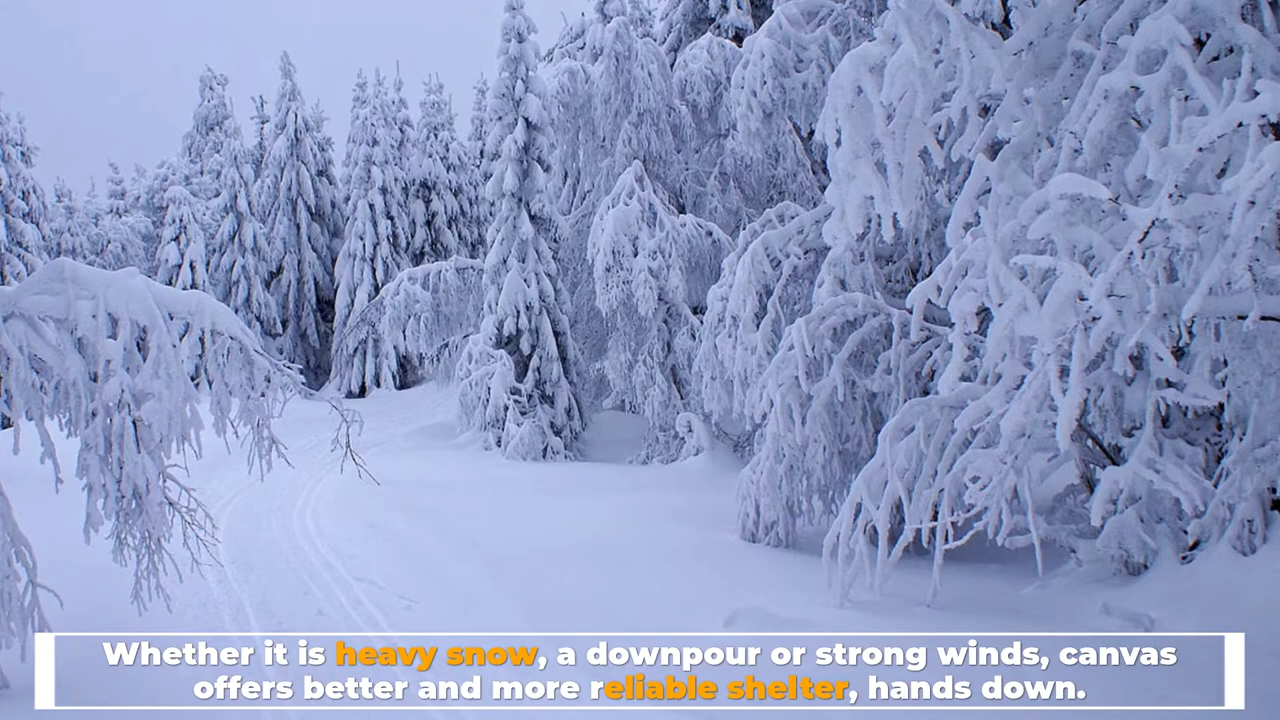 Whether it is heavy snow, a downpour or strong winds, canvas
offers better and more reliable shelter, hands down.